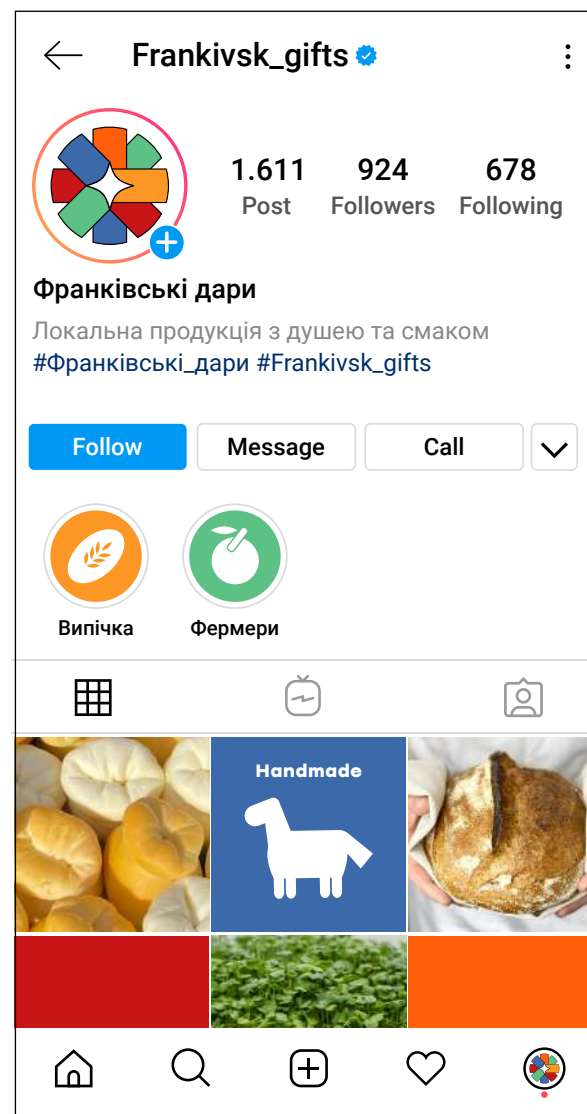 Frankivsk_gifts
1.611 924 678
Post Followers Following
Франківські дари
Локальна продукція з душею та смаком
#Франківські_дари #Frankivsk_gifts
Follow Message Call
Випічка Фермери
Handmade